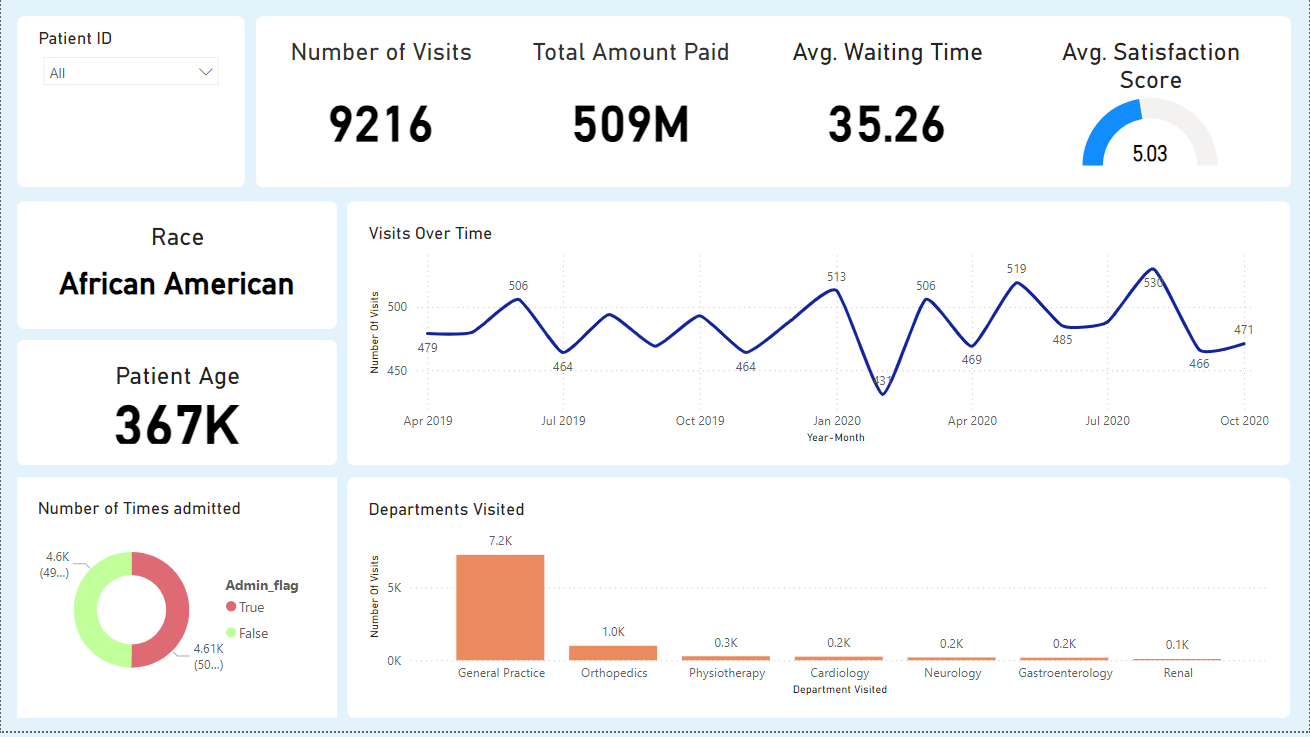 Patient ID
All
Number of Visits
9216
Total Amount Paid
509M
Avg. Waiting Time
35.26
Avg. Satisfaction
Score
5.03
Race
African American
Patient Age
367K
Visits Over Time
Number Of Visits
500
450
479
506
464
464
513
431
506
469
519
485
530
466
471
Apr 2019
Jul 2019
Oct 2019
Jan 2020
Apr 2020
Jul 2020
Oct 2020
Year-Month
Number of Times admitted
4.6K
(49...)
4.61K
(50...)
Admin_flag
True
False
Departments Visited
Number Of Visits
5K
0K
7.2K
1.0K
0.3K
0.2K
0.2K
0.2K
0.1K
General Practice
Orthopedics
Physiotherapy
Cardiology
Neurology
Gastroenterology
Renal
Department Visited